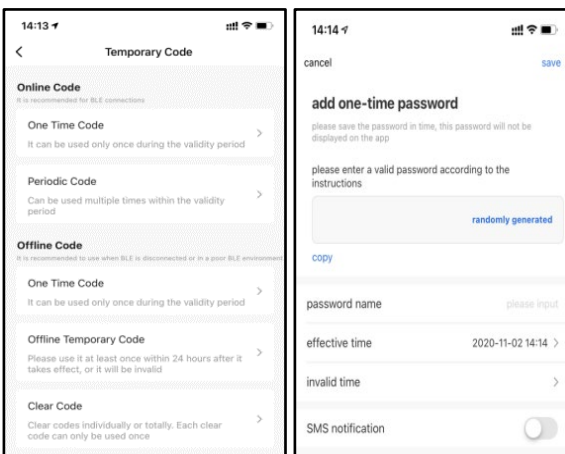 14:13
Temporary Code
Online Code
It is recommended for BLE connections
One Time Code
It can be used only once during the validity period
Periodic Code
Can be used multiple times within the validity
period
Offline Code
It is recommended to use when BLE is disconnected or in a poor BLE environment
One Time Code
It can be used only once during the validity period
Offline Temporary Code
Please use it at least once within 24 hours after it
takes effect, or it will be invalid
Clear Code
Clear codes individually or totally. Each clear
code can only be used once
14:14
cancel
save
add one-time password
please save the password in time, this password will not be
displayed on the app
please enter a valid password according to the
instructions
randomly generated
copy
password name
please input
effective time
2020-11-02 14:14
invalid time
SMS notification